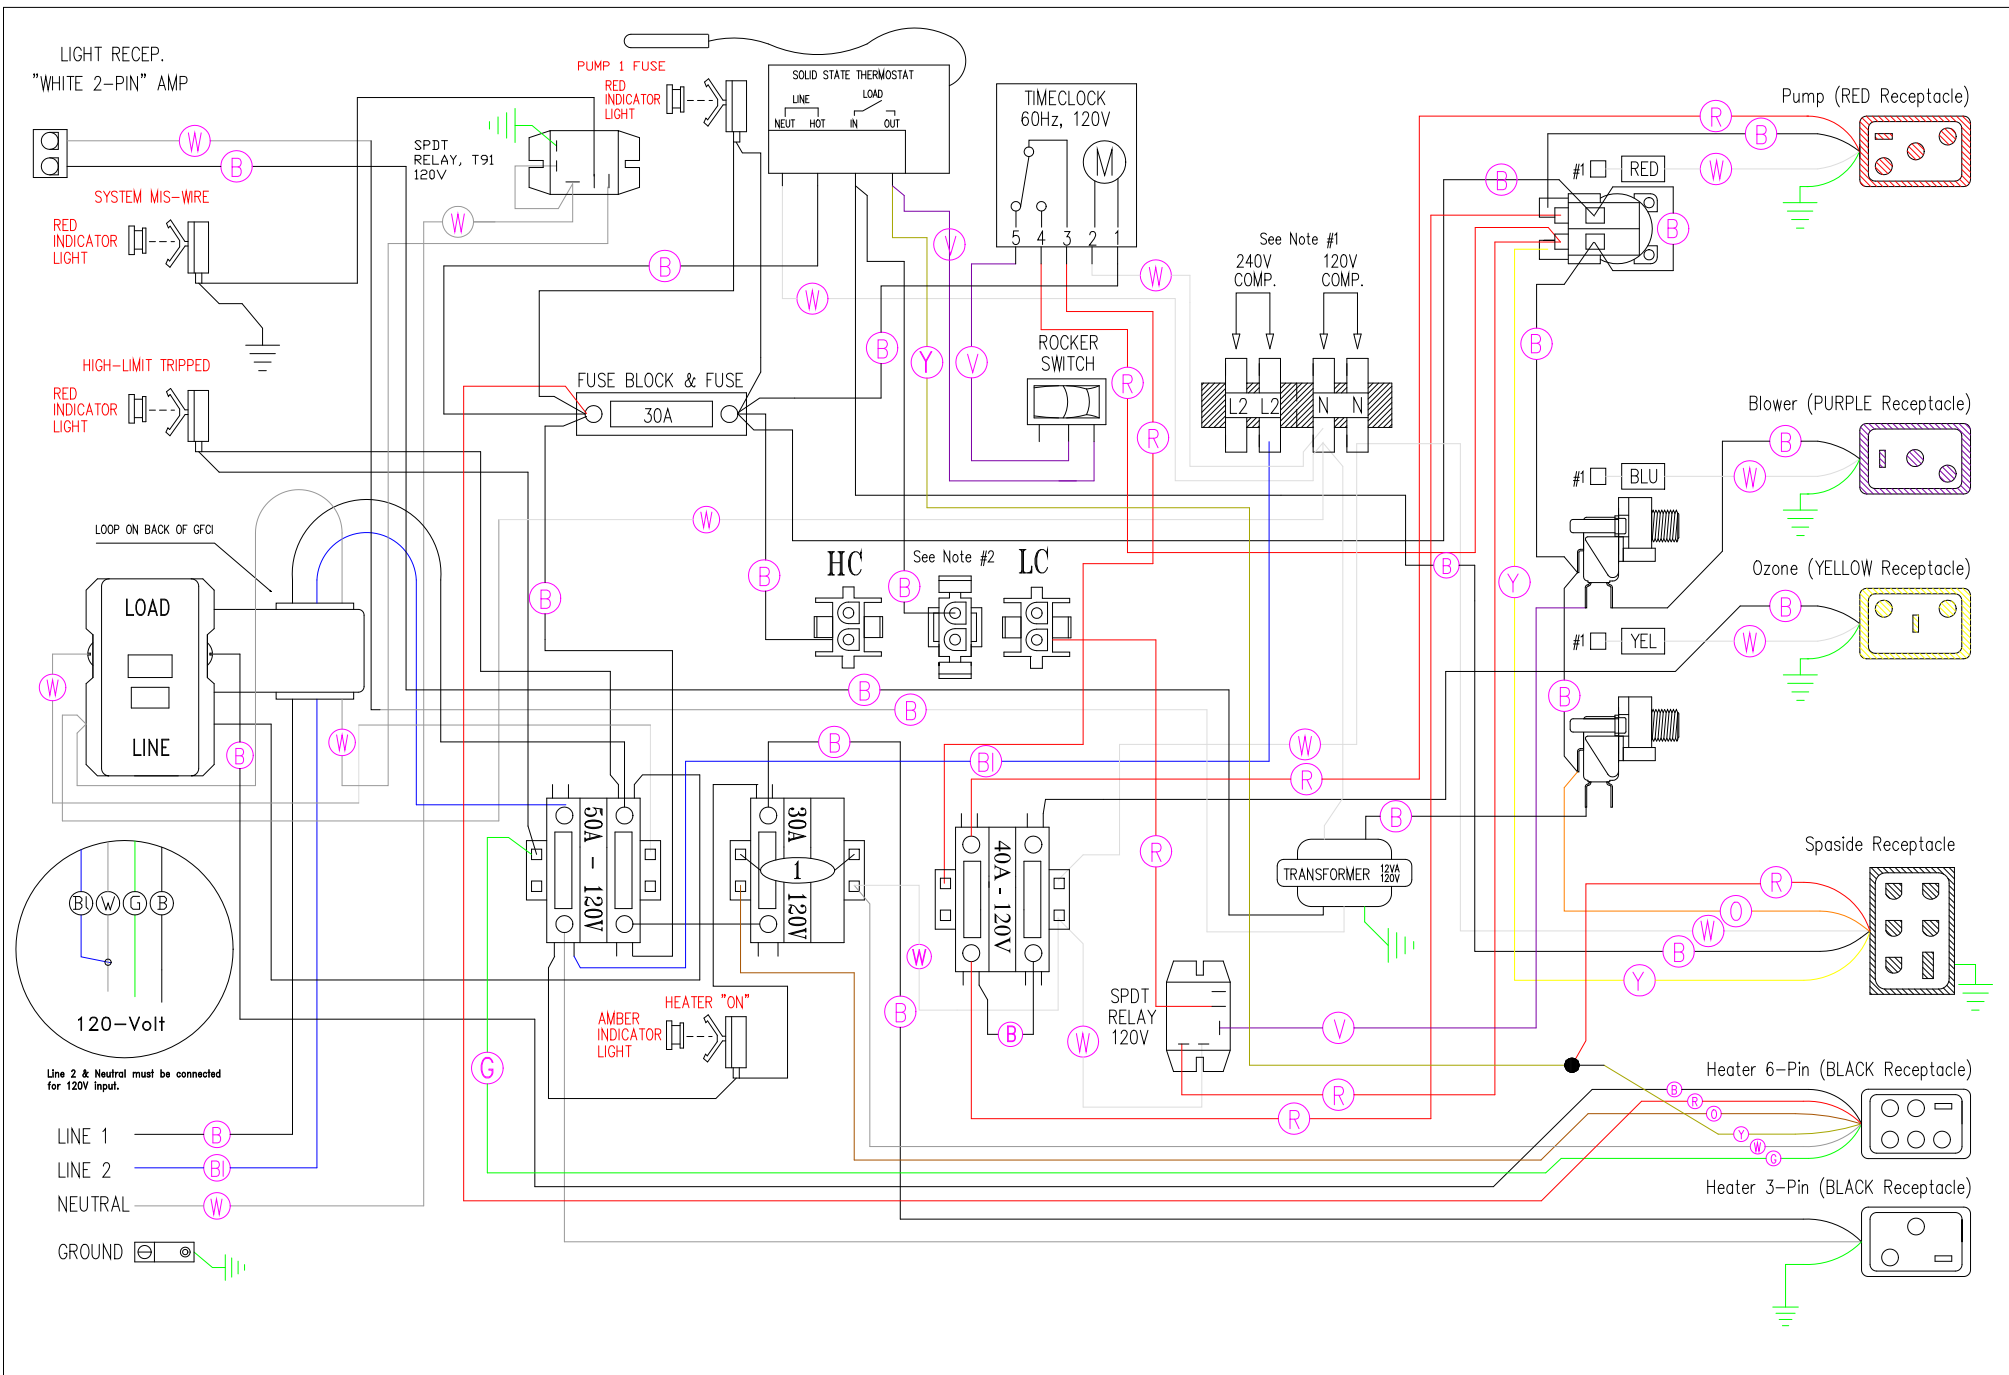 LIGHT RECEP.
"WHITE 2-PIN" AMP
W
B
SYSTEM MIS-WIRE
RED
INDICATOR
LIGHT
HIGH-LIMIT TRIPPED
RED
INDICATOR
LIGHT
SPDT
RELAY, T91
120V
W
PUMP 1 FUSE
RED
INDICATOR
LIGHT
SOLID STATE THERMOSTAT
LINE
LOAD
NEUT
HOT
IN
OUT
B
W
V
B
Y
V
TIMECLOCK
60Hz, 120V
M
5 4 3 2 1
W
ROCKER
SWITCH
R
R
FUSE BLOCK & FUSE
30A
See Note #1
240V
COMP.
120V
COMP.
L2 L2 N N
Pump (RED Receptacle)
R
B
#1
RED
W
B
B
B
Blower (PURPLE Receptacle)
B
#1
BLU
W
Ozone (YELLOW Receptacle)
B
#1
YEL
W
B
Y
B
LOOP ON BACK OF GFCI
LOAD
LINE
W
B
W
W
B
B
HC
See Note #2
B
LC
B
B
B
Bl
W
R
50A - 120V
30A
1
120V
40A-120V
R
B
TRANSFORMER
12VA
120V
Spaside Receptacle
R
O
W
B
Y
V
Bl
W
G
B
120-Volt
Line 2 & Neutral must be connected
for 120V input.
HEATER "ON"
AMBER
INDICATOR
LIGHT
G
W
B
B
W
SPDT
RELAY
120V
R
R
Heater 6-Pin (BLACK Receptacle)
B
R
O
Y
W
G
Heater 3-Pin (BLACK Receptacle)
LINE 1
B
LINE 2
Bl
NEUTRAL
W
GROUND